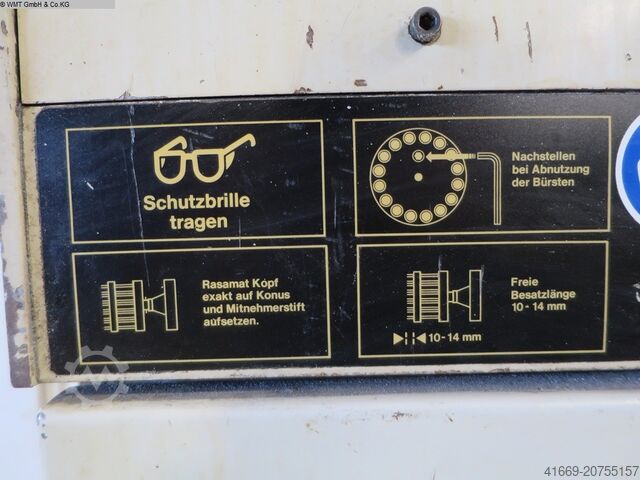 © WMT GmbH & Co.KG
Schutzbrille
tragen
Nachstellen
bei Abnutzung
der Bürsten
Rasamat Kopf
exakt auf Konus
und Mitnehmerstift
aufsetzen.
Freie
Besatzlänge
10-14 mm
10-14 mm
41669-20755157